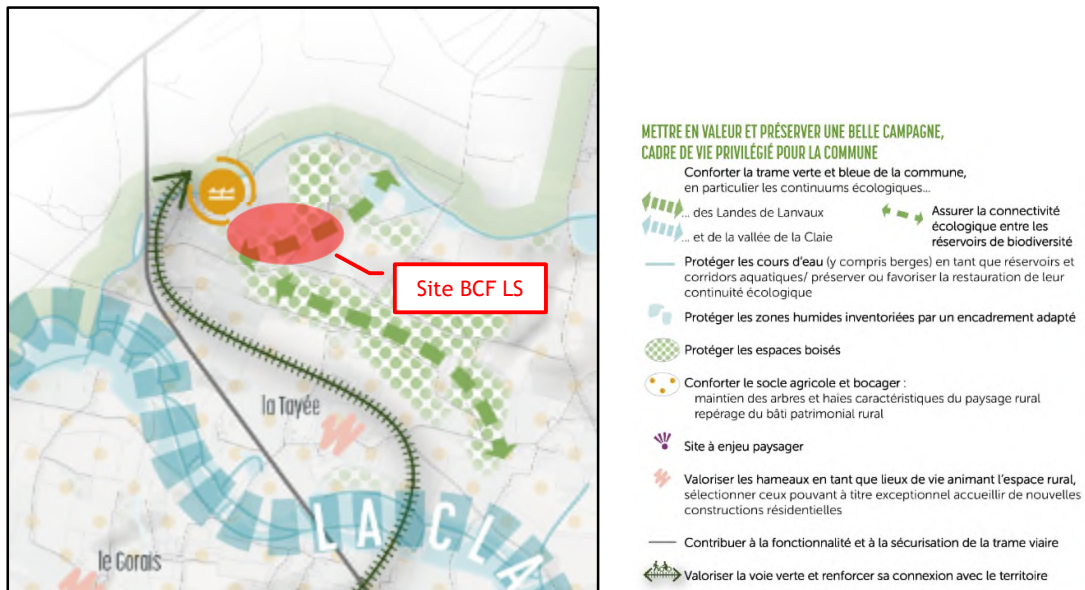 Site BCF LS
la Tayée
LA CLA
le Gorais
METTRE EN VALEUR ET PRÉSERVER UNE BELLE CAMPAGNE,
CADRE DE VIE PRIVILÉGIÉ POUR LA COMMUNE
Conforter la trame verte et bleue de la commune,
en particulier les continuums écologiques...
... des Landes de Lanvaux
... et de la vallée de la Claie
Assurer la connectivité
écologique entre les
réservoirs de biodiversité
Protéger les cours d'eau (y compris berges) en tant que réservoirs et
corridors aquatiques/ préserver ou favoriser la restauration de leur
continuité écologique
Protéger les zones humides inventoriées par un encadrement adapté
Protéger les espaces boisés
Conforter le socle agricole et bocager :
maintien des arbres et haies caractéristiques du paysage rural
repérage du bâti patrimonial rural
Site à enjeu paysager
Valoriser les hameaux en tant que lieux de vie animant l'espace rural,
sélectionner ceux pouvant à titre exceptionnel accueillir de nouvelles
constructions résidentielles
Contribuer à la fonctionnalité et à la sécurisation de la trame viaire
Valoriser la voie verte et renforcer sa connexion avec le territoire